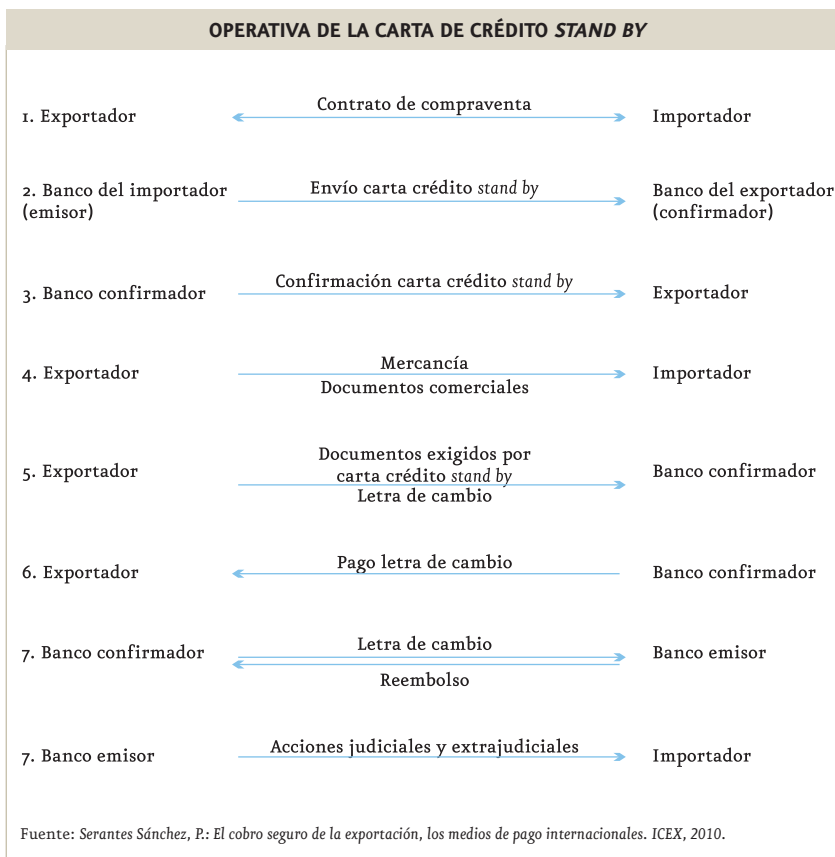 OPERATIVA DE LA CARTA DE CRÉDITO STAND BY
1. Exportador
Contrato de compraventa
Importador
2. Banco del importador
(emisor)
Envío carta crédito stand by
Banco del exportador
(confirmador)
3. Banco confirmador
Confirmación carta crédito stand by
Exportador
4. Exportador
Mercancía
Documentos comerciales
Importador
5. Exportador
Documentos exigidos por
carta crédito stand by
Letra de cambio
Banco confirmador
6. Exportador
Pago letra de cambio
Banco confirmador
7. Banco confirmador
Letra de cambio
Reembolso
Banco emisor
7. Banco emisor
Acciones judiciales y extrajudiciales
Importador
Fuente: Serantes Sánchez, P.: El cobro seguro de la exportación, los medios de pago internacionales. ICEX, 2010.